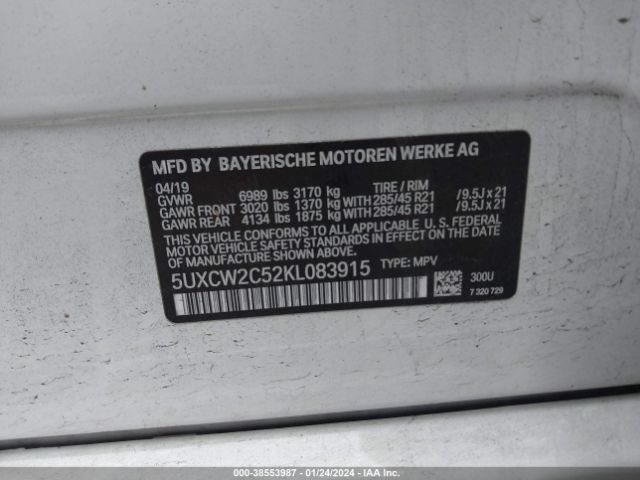 MFD BY BAYERISCHE MOTOREN WERKE AG
04/19 TIRE / RIM
GVWR 6989 lbs 3170 kg
GAWR FRONT 3020 lbs 1370 kg WITH 285/45 R21 /9.5J x 21
GAWR REAR 4134 lbs 1875 kg WITH 285/45 R21 /9.5J x 21
THIS VEHICLE CONFORMS TO ALL APPLICABLE U.S. FEDERAL
MOTOR VEHICLE SAFETY STANDARDS IN EFFECT ON THE DATE
OF MANUFACTURE SHOWN ABOVE.
5UXCW2C52KL083915 TYPE: MPV
300U
7 320 729
000-38553987 - 01/24/2024 - IAA Inc.